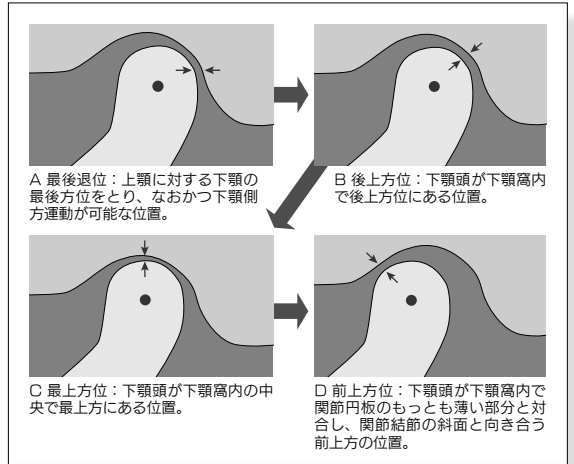 A 最後退位：上顎に対する下顎の
最後方位をとり、なおかつ下顎側
方運動が可能な位置。
B 後上方位：下顎頭が下顎窩内
で後上方位にある位置。
C 最上方位：下顎頭が下顎窩内の中
央で最上方にある位置。
D 前上方位：下顎頭が下顎窩内で
関節円板のもっとも薄い部分と対
合し、関節結節の斜面と向き合う
前上方の位置。